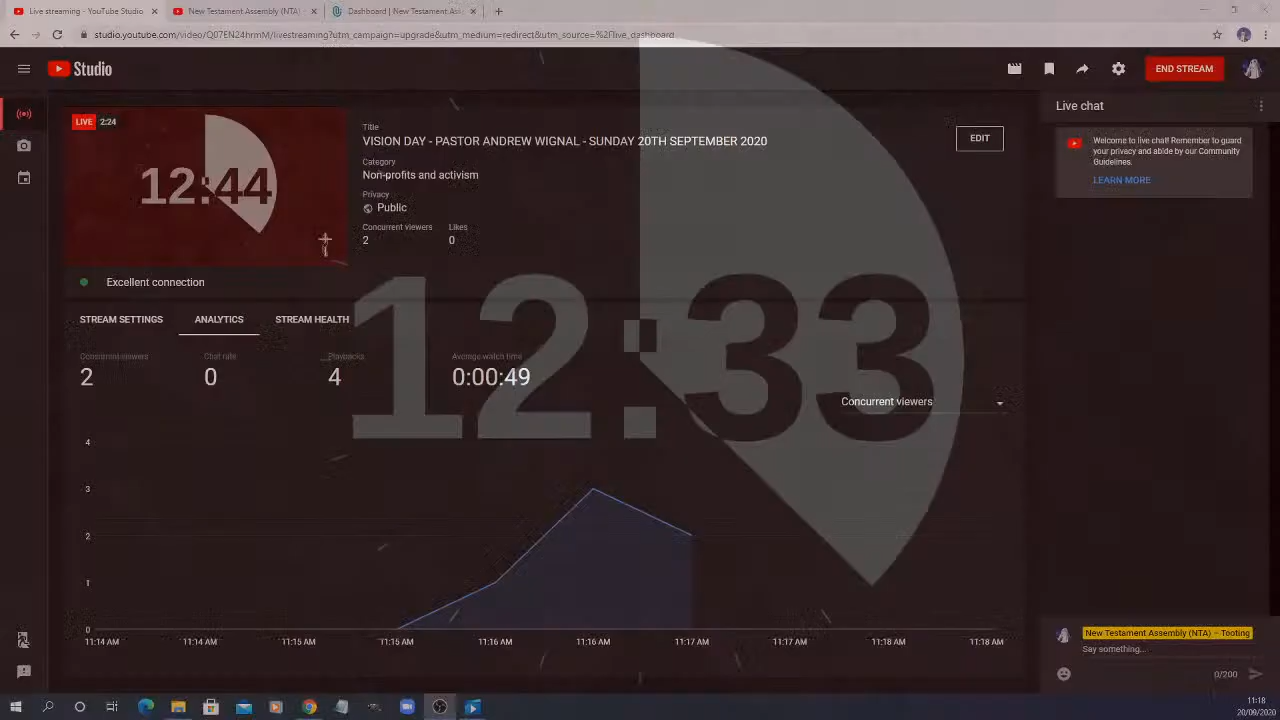 Live streaming - YouTube Studio
New Testament Assembly (NTA) -
Dashboard | New Testament Ass
studio.youtube.com/video/Q07EN24hrmM/livestreaming?utm_campaign=upgrade&utm_medium=redirect&utm_source=%2Flive_dashboard
Studio
END STREAM
LIVE 2:24
12:44
Title
VISION DAY - PASTOR ANDREW WIGNAL - SUNDAY 20TH SEPTEMBER 2020
EDIT
Category
Non-profits and activism
Privacy
Public
Concurrent viewers Likes
2 0
Excellent connection
Live chat
Welcome to live chat! Remember to guard
your privacy and abide by our Community
Guidelines.
LEARN MORE
12:33
STREAM SETTINGS ANALYTICS STREAM HEALTH
Concurrent viewers Chat rate Playbacks Average watch time
2 0 4 0:00:49
Concurrent viewers
4
3
2
1
0
11:14 AM 11:14 AM 11:15 AM 11:15 AM 11:16 AM 11:16 AM 11:17 AM 11:17 AM 11:18 AM 11:18 AM
New Testament Assembly (NTA) – Tooting
Say something...
0/200
11:18
20/09/2020